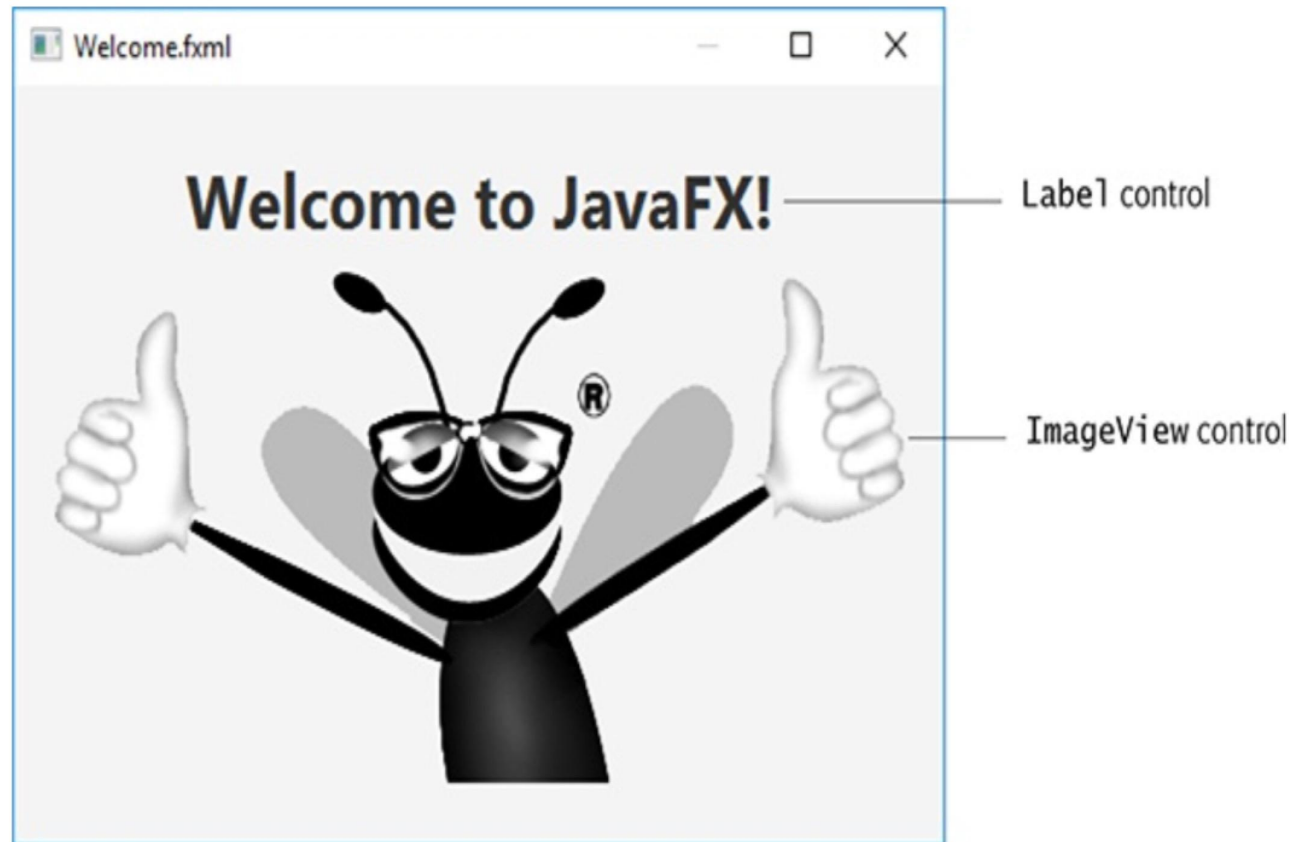 Welcome.fxml
Welcome to JavaFX!
Label control
®
ImageView control